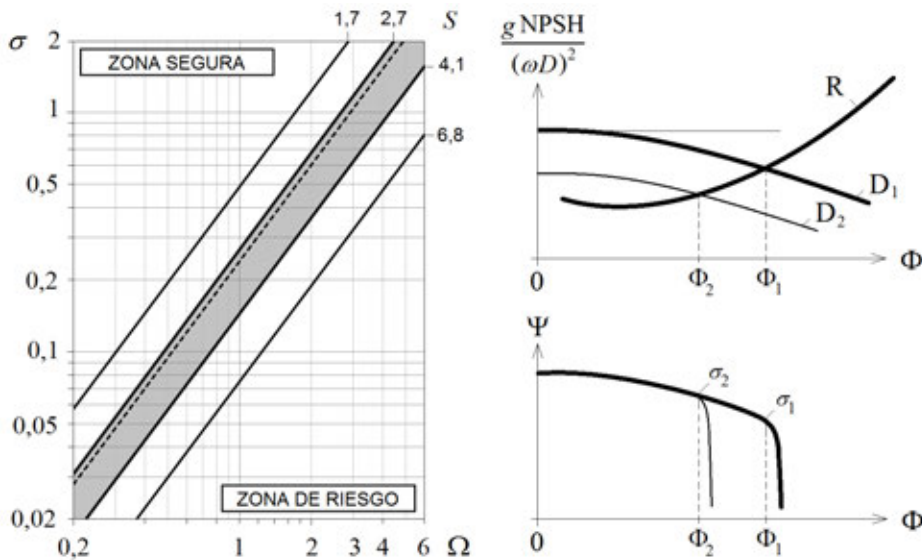 1,7 2,7 S
σ
2
ZONA SEGURA
4,1
1
6,8
0,5
0,2
0,1
0,05
ZONA DE RIESGO
0,02
0,2 1 2 3 4 6 Ω
g NPSH
(ωD)²
R
D₁
D₂
0 Φ₂ Φ₁ Φ
Ψ
σ₂
σ₁
0 Φ₂ Φ₁ Φ